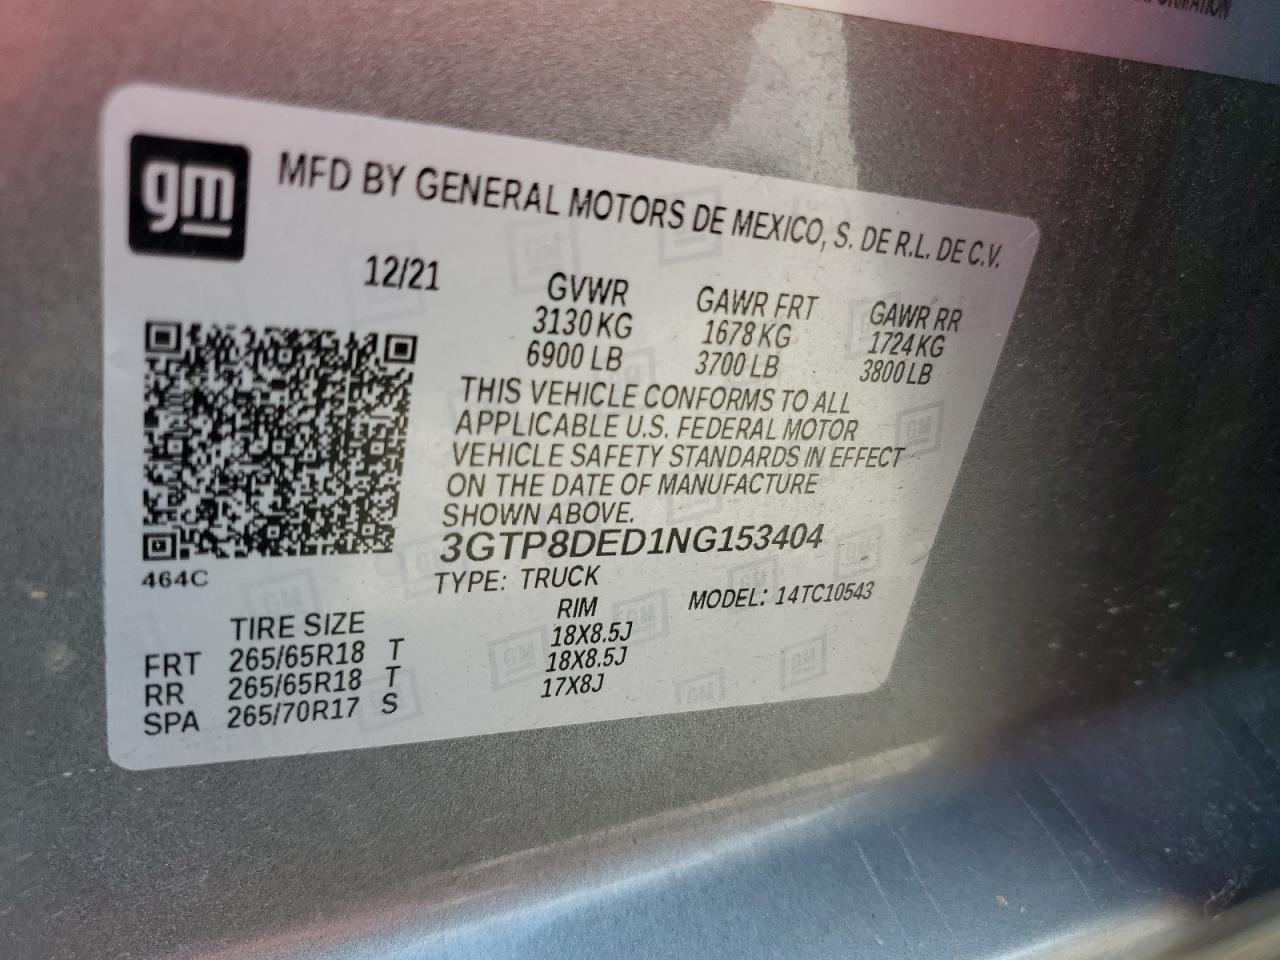 FORMATION
gm
MFD BY GENERAL MOTORS DE MEXICO, S. DE R.L. DE C.V.
12/21
GVWR GAWR FRT GAWR RR
3130 KG 1678 KG 1724 KG
6900 LB 3700 LB 3800 LB
THIS VEHICLE CONFORMS TO ALL
APPLICABLE U.S. FEDERAL MOTOR
VEHICLE SAFETY STANDARDS IN EFFECT
ON THE DATE OF MANUFACTURE
SHOWN ABOVE.
3GTP8DED1NG153404
464C
TYPE: TRUCK MODEL: 14TC10543
TIRE SIZE RIM
FRT 265/65R18 T 18X8.5J
RR 265/65R18 T 18X8.5J
SPA 265/70R17 S 17X8J